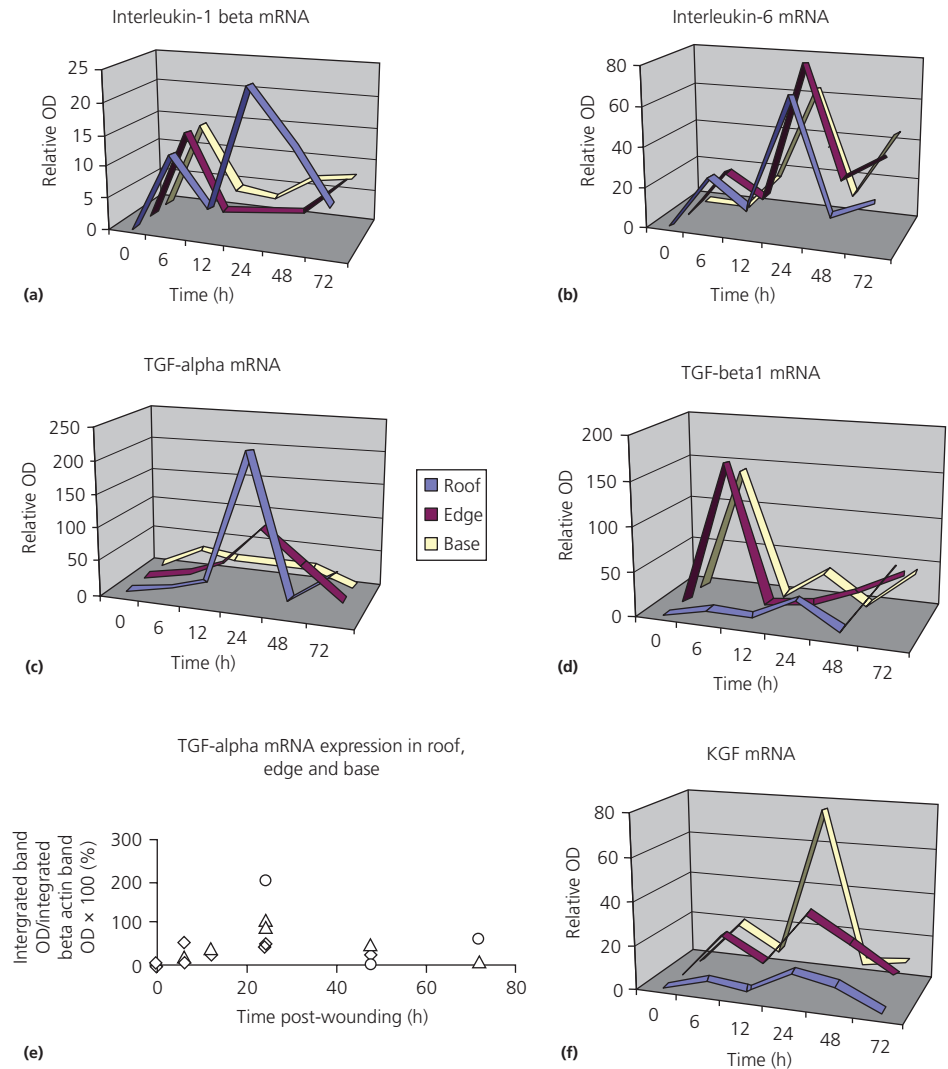 Interleukin-1 beta mRNA
25
20
15
10
5
0
Relative OD
0 6 12 24 48 72
Time (h)
(a)
Interleukin-6 mRNA
80
60
40
20
0
Relative OD
0 6 12 24 48 72
Time (h)
(b)
TGF-alpha mRNA
250
200
150
100
50
0
Relative OD
0 6 12 24 48 72
Time (h)
(c)
Roof
Edge
Base
TGF-beta1 mRNA
200
150
100
50
0
Relative OD
0 6 12 24 48 72
Time (h)
(d)
TGF-alpha mRNA expression in roof,
edge and base
Intergrated band
OD/integrated
beta actin band
OD × 100 (%)
300
200
100
0
0 20 40 60 80
Time post-wounding (h)
(e)
KGF mRNA
80
60
40
20
0
Relative OD
0 6 12 24 48 72
Time (h)
(f)